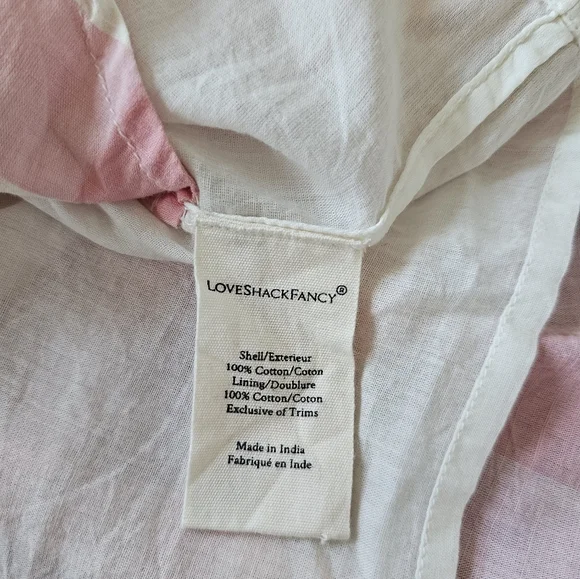 LOVESHACKFANCY®
Shell/Exterieur
100% Cotton/Coton
Lining/Doublure
100% Cotton/Coton
Exclusive of Trims
Made in India
Fabriqué en Inde